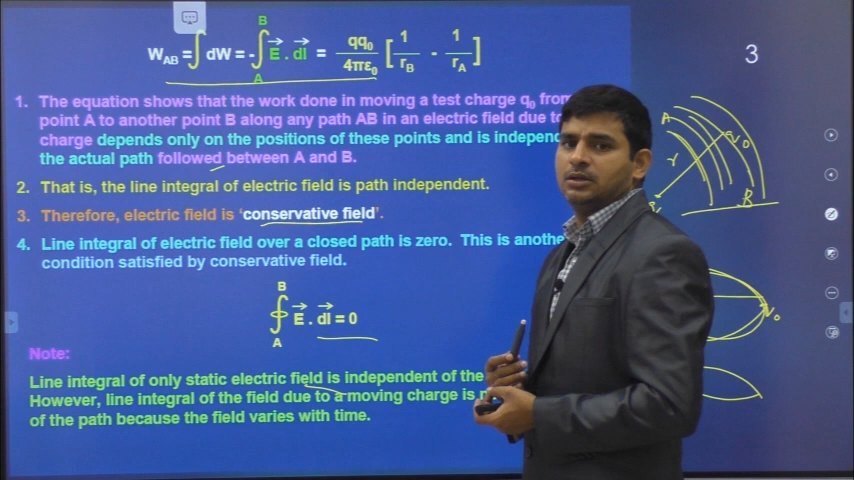 W_AB = ∫ dW = - ∫_A^B E⃗ . dl⃗ = qq₀ / 4πε₀ [ 1 / r_B - 1 / r_A ]
3
1. The equation shows that the work done in moving a test charge q₀ from
point A to another point B along any path AB in an electric field due to
charge depends only on the positions of these points and is independ
the actual path followed between A and B.
2. That is, the line integral of electric field is path independent.
3. Therefore, electric field is ‘conservative field’.
4. Line integral of electric field over a closed path is zero. This is anothe
condition satisfied by conservative field.
∮_A^B E⃗ . dl⃗ = 0
Note:
Line integral of only static electric field is independent of the
However, line integral of the field due to a moving charge is
of the path because the field varies with time.
A
r
B